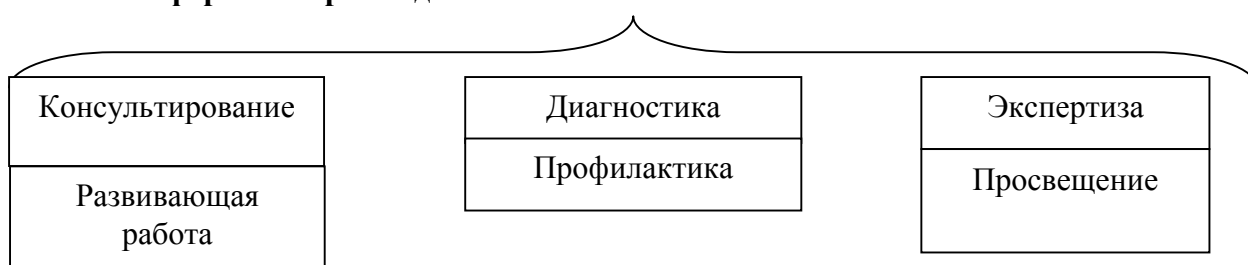 Консультирование
Диагностика
Экспертиза
Развивающая
работа
Профилактика
Просвещение